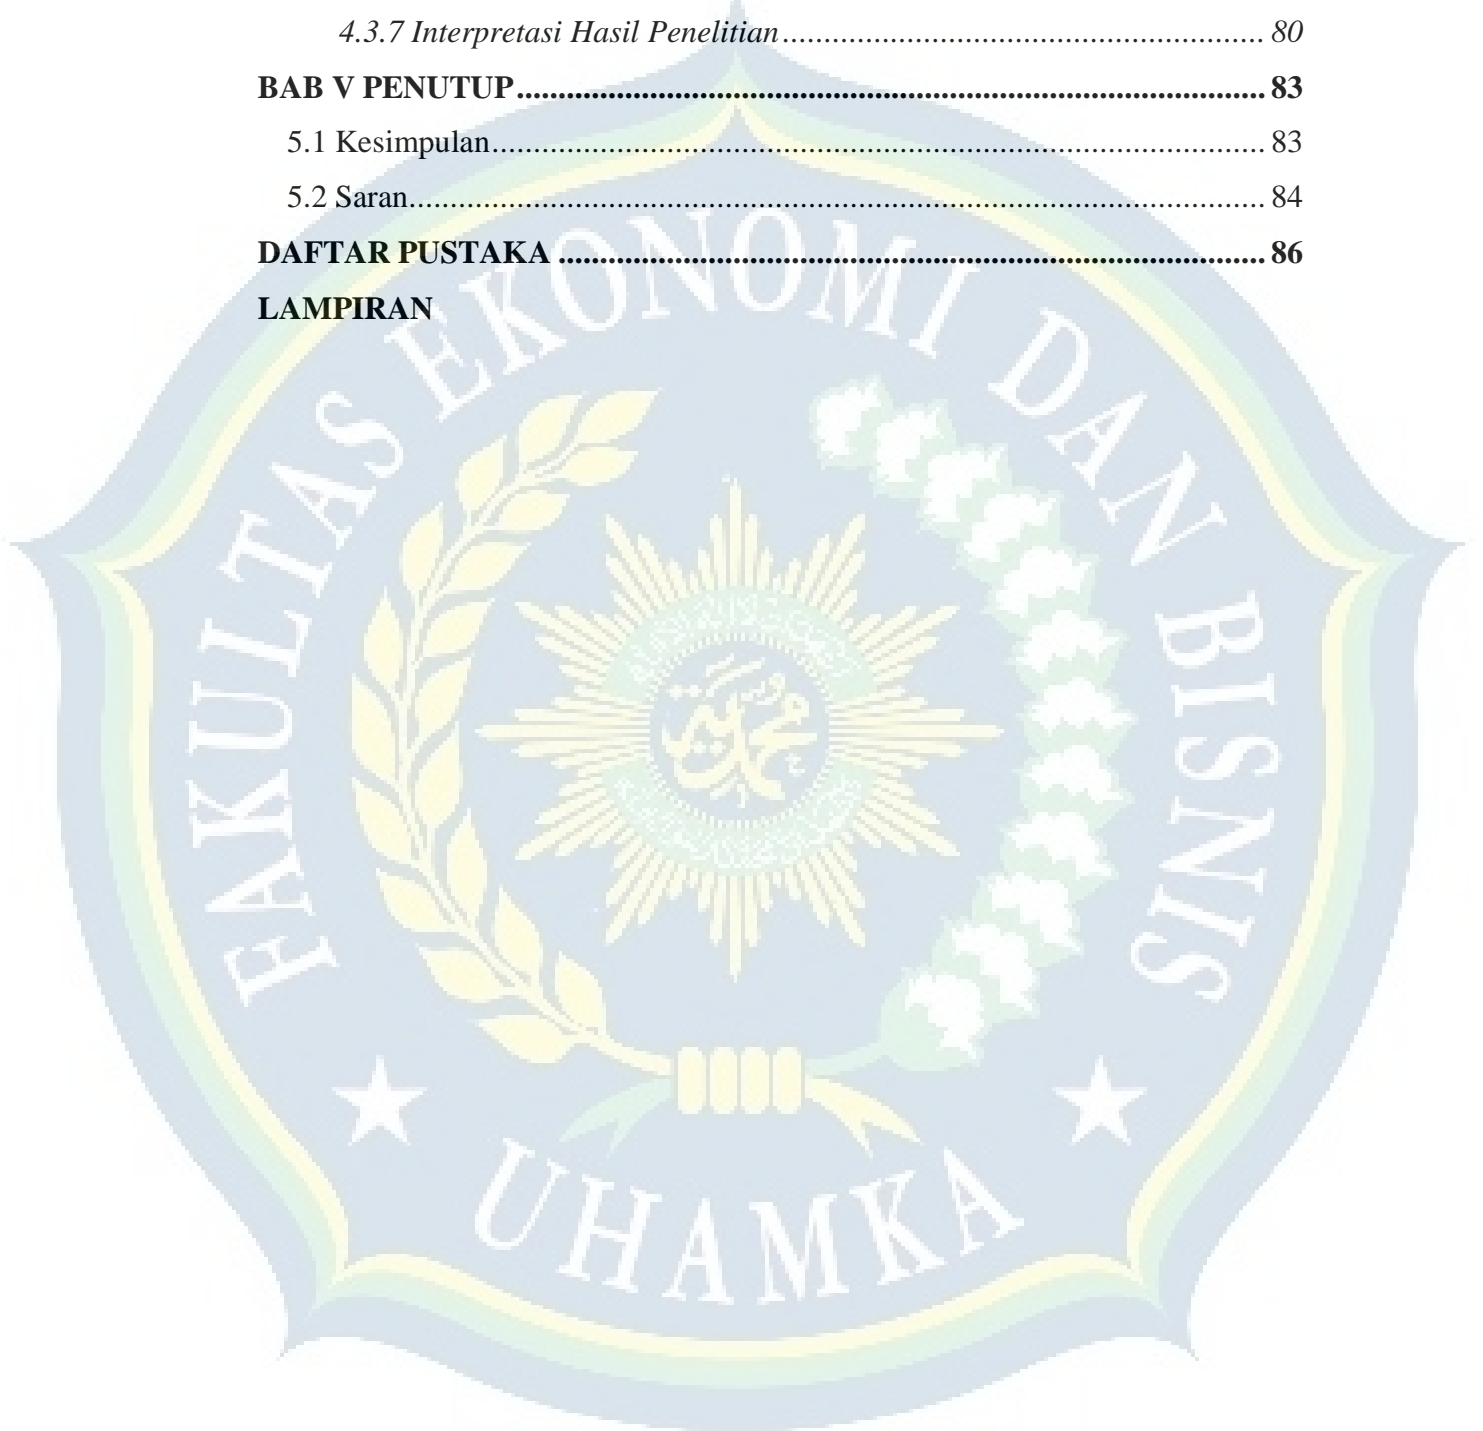 4.3.7 Interpretasi Hasil Penelitian............................................................. 80
BAB V PENUTUP.............................................................................................. 83
5.1 Kesimpulan................................................................................................. 83
5.2 Saran........................................................................................................... 84
DAFTAR PUSTAKA ......................................................................................... 86
LAMPIRAN
FAKULTAS EKONOMI DAN BISNIS
محمدية
UHAMKA